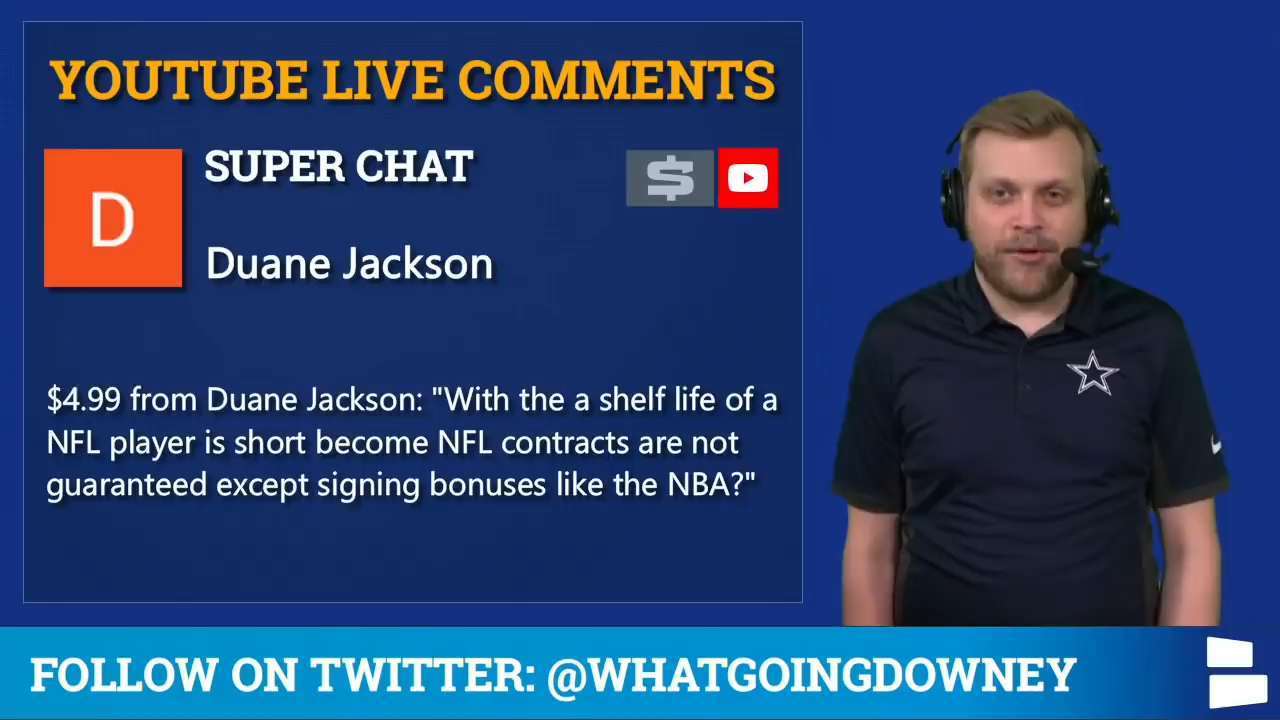 YOUTUBE LIVE COMMENTS
SUPER CHAT
$
D
Duane Jackson
$4.99 from Duane Jackson: "With the a shelf life of a
NFL player is short become NFL contracts are not
guaranteed except signing bonuses like the NBA?"
FOLLOW ON TWITTER: @WHATGOINGDOWNEY